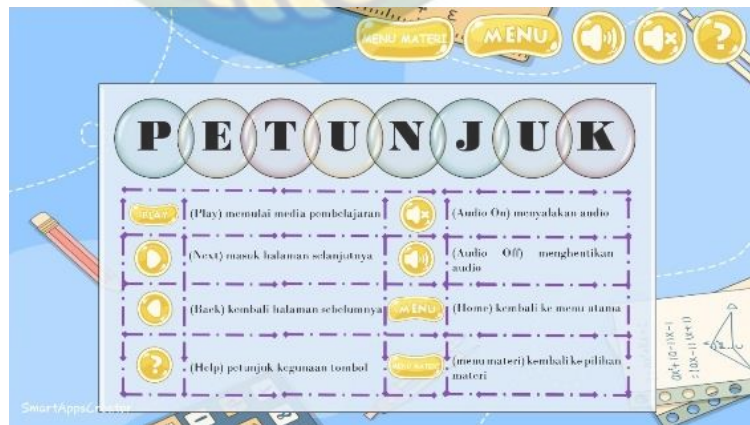 MENU MATERI MENU ?
PETUNJUK
PLAY (Play) memulai media pembelajaran
(Audio On) menyalakan audio
(Next) masuk halaman selanjutnya
(Audio Off) menghentikan
audio
(Back) kembali halaman sebelumnya
MENU (Home) kembali ke menu utama
? (Help) petunjuk kegunaan tombol
MENU MATERI (menu materi) kembali ke pilihan
materi
SmartAppsCreator